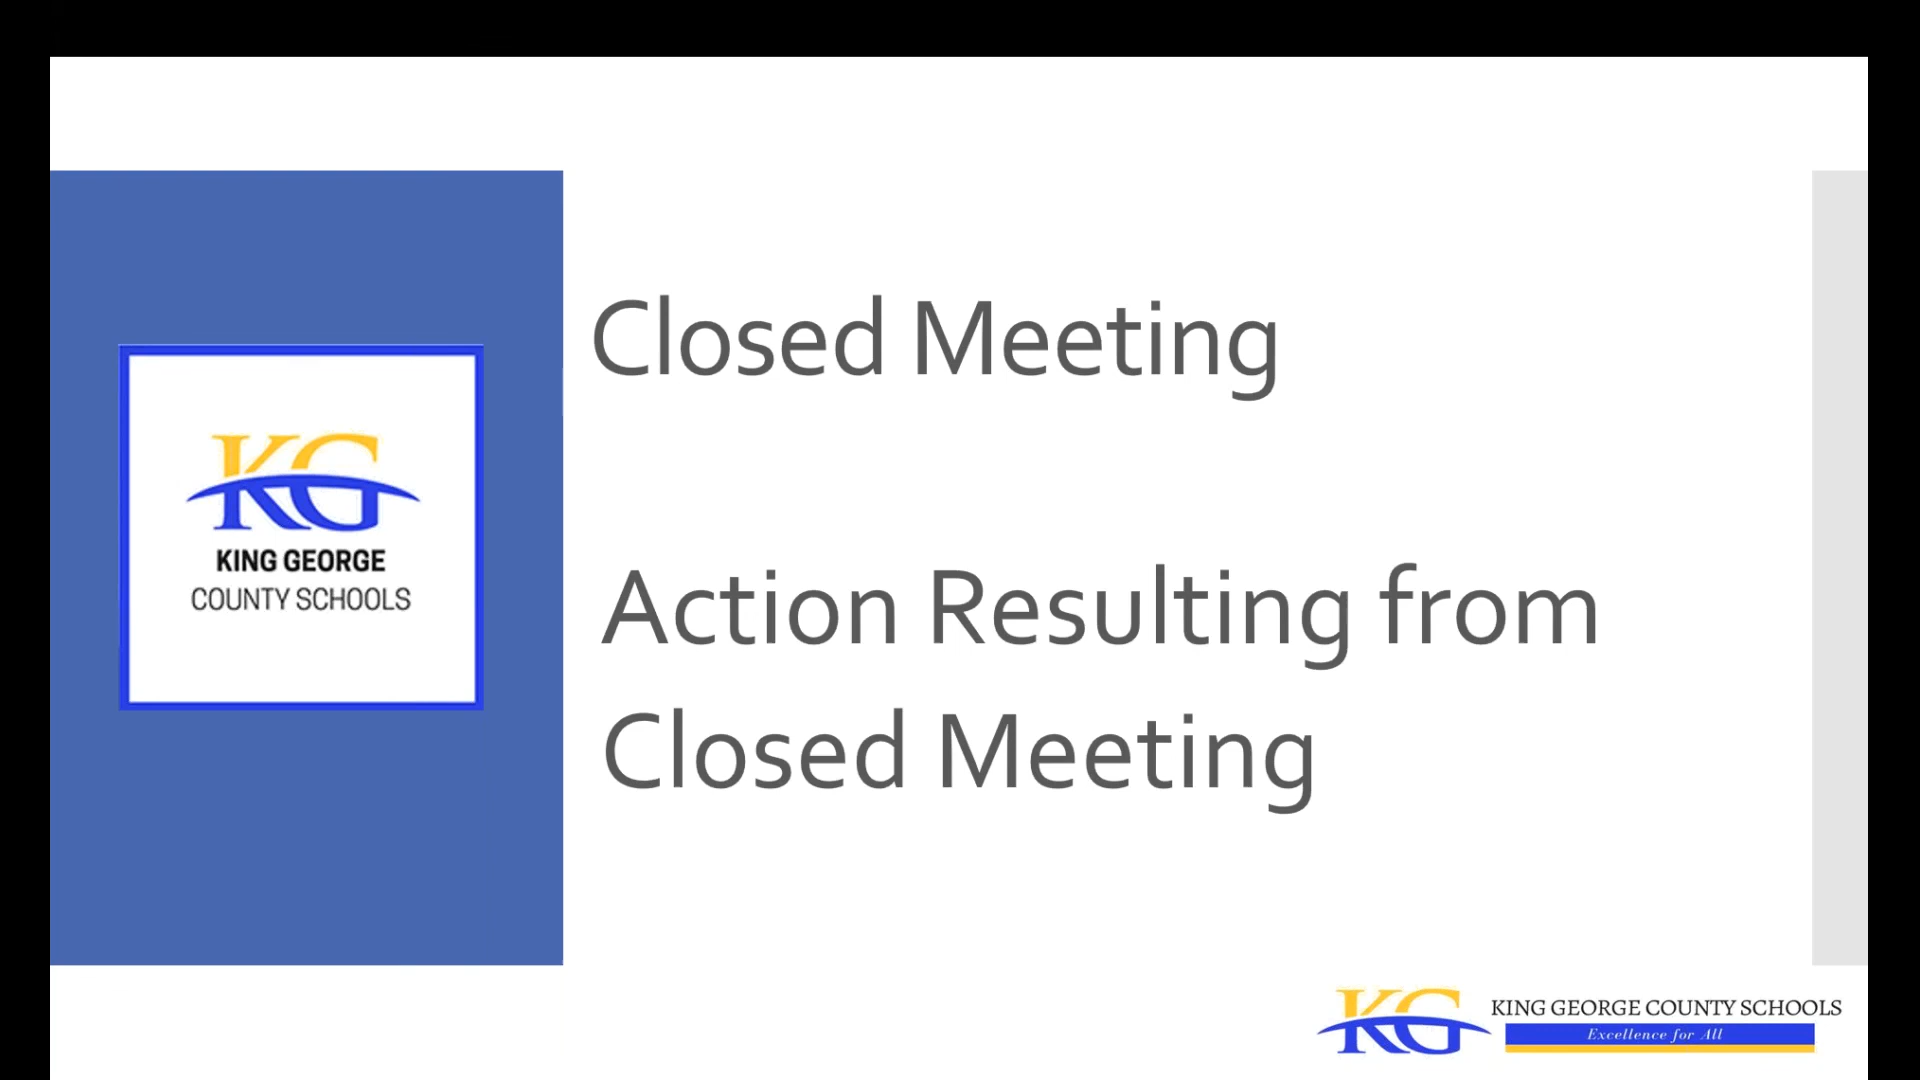 Closed Meeting
KG
KING GEORGE
COUNTY SCHOOLS
Action Resulting from
Closed Meeting
KG
KING GEORGE COUNTY SCHOOLS
Excellence for All